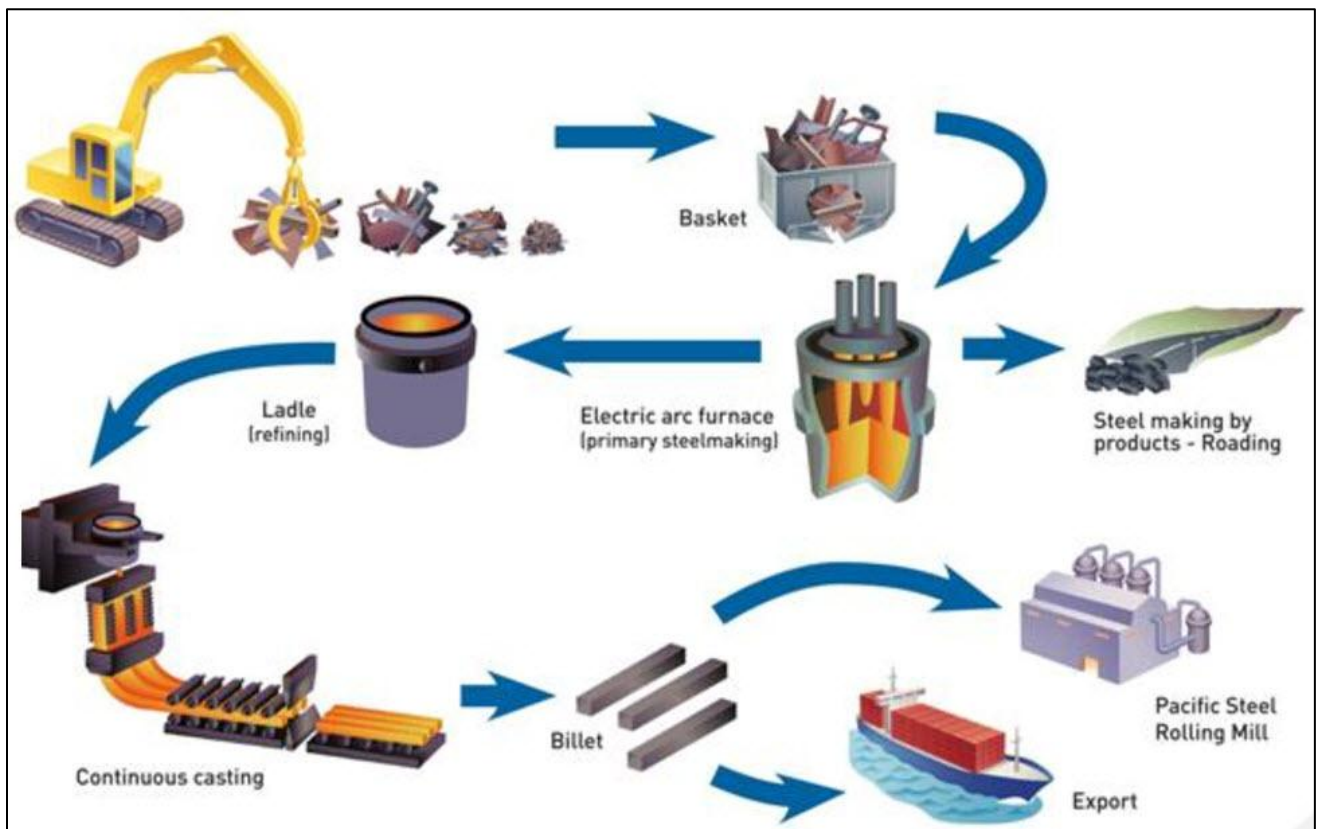 Basket
Ladle
(refining)
Electric arc furnace
(primary steelmaking)
Steel making by
products - Roading
Continuous casting
Billet
Pacific Steel
Rolling Mill
Export